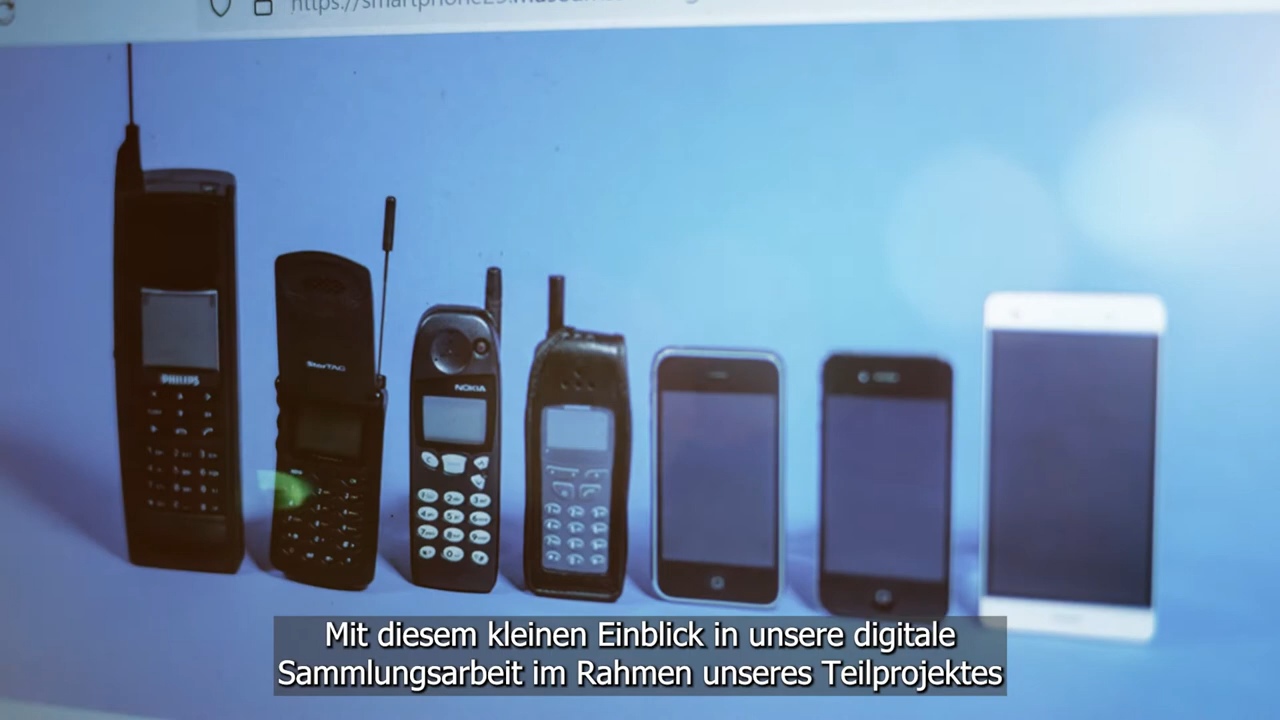 PHILIPS
StarTAC
NOKIA
Mit diesem kleinen Einblick in unsere digitale
Sammlungsarbeit im Rahmen unseres Teilprojektes